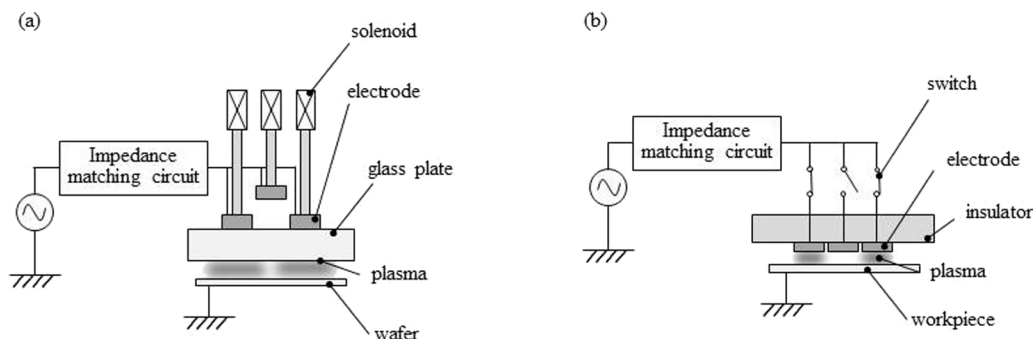 (a)
solenoid
electrode
Impedance
matching circuit
glass plate
plasma
wafer
(b)
switch
Impedance
matching circuit
electrode
insulator
plasma
workpiece